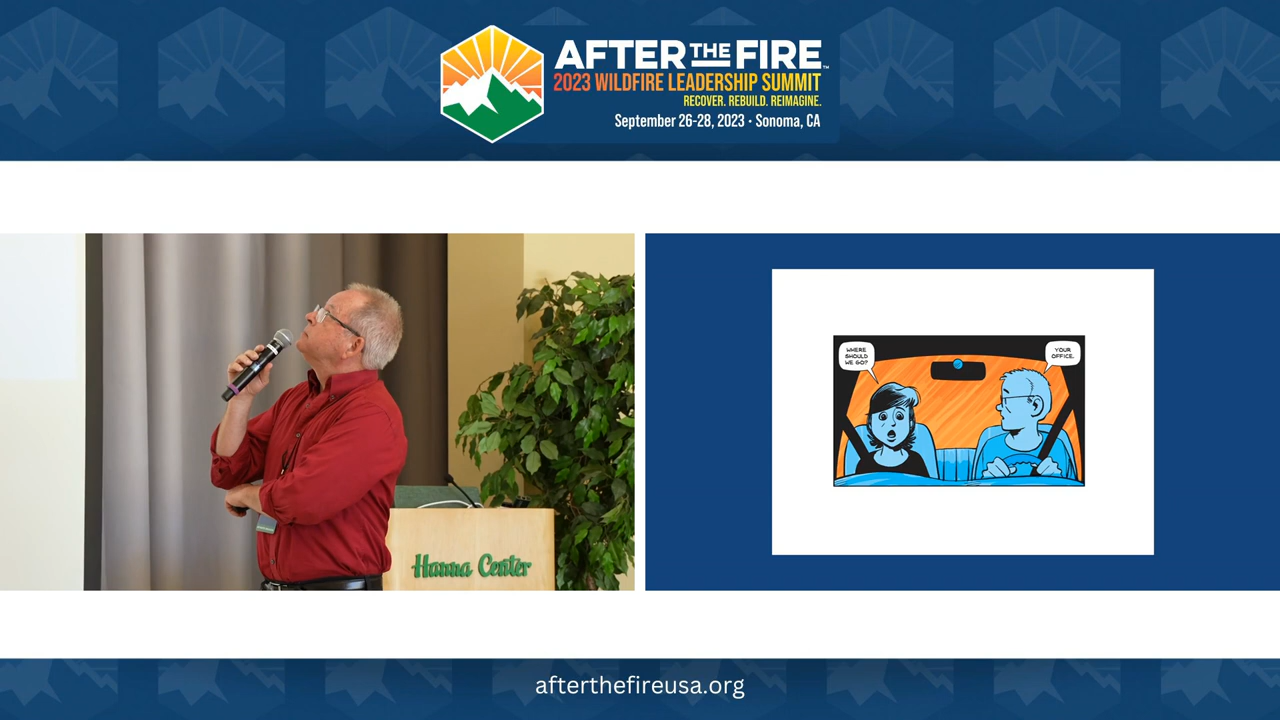 AFTER THE FIRE™
2023 WILDFIRE LEADERSHIP SUMMIT
RECOVER. REBUILD. REIMAGINE.
September 26-28, 2023 • Sonoma, CA
Hanna Center
WHERE
SHOULD
WE GO?
YOUR
OFFICE.
afterthefireusa.org